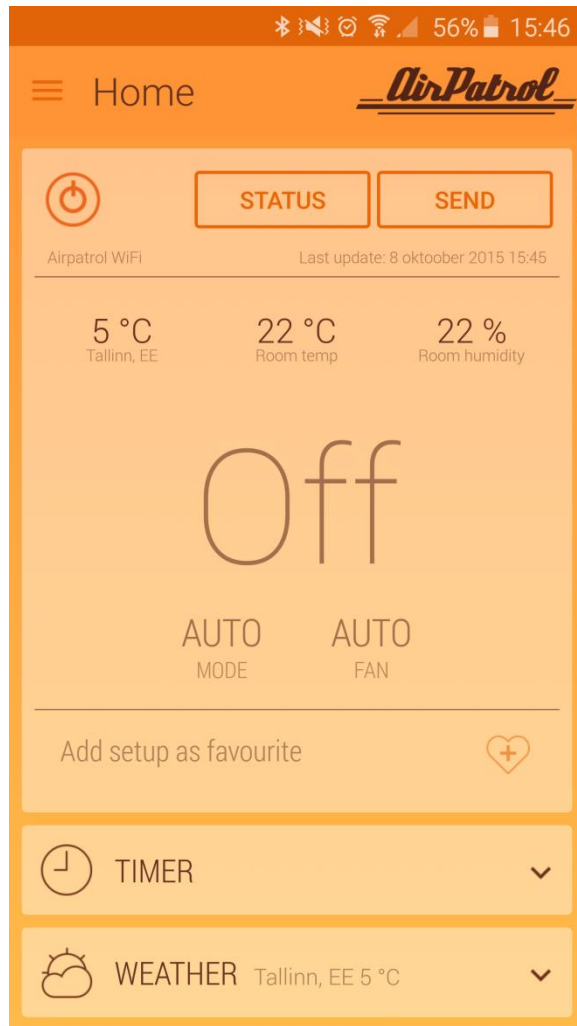 56% 15:46
Home AirPatrol
STATUS SEND
Airpatrol WiFi Last update: 8 oktoober 2015 15:45
5 °C 22 °C 22 %
Tallinn, EE Room temp Room humidity
Off
AUTO AUTO
MODE FAN
Add setup as favourite
TIMER
WEATHER Tallinn, EE 5 °C